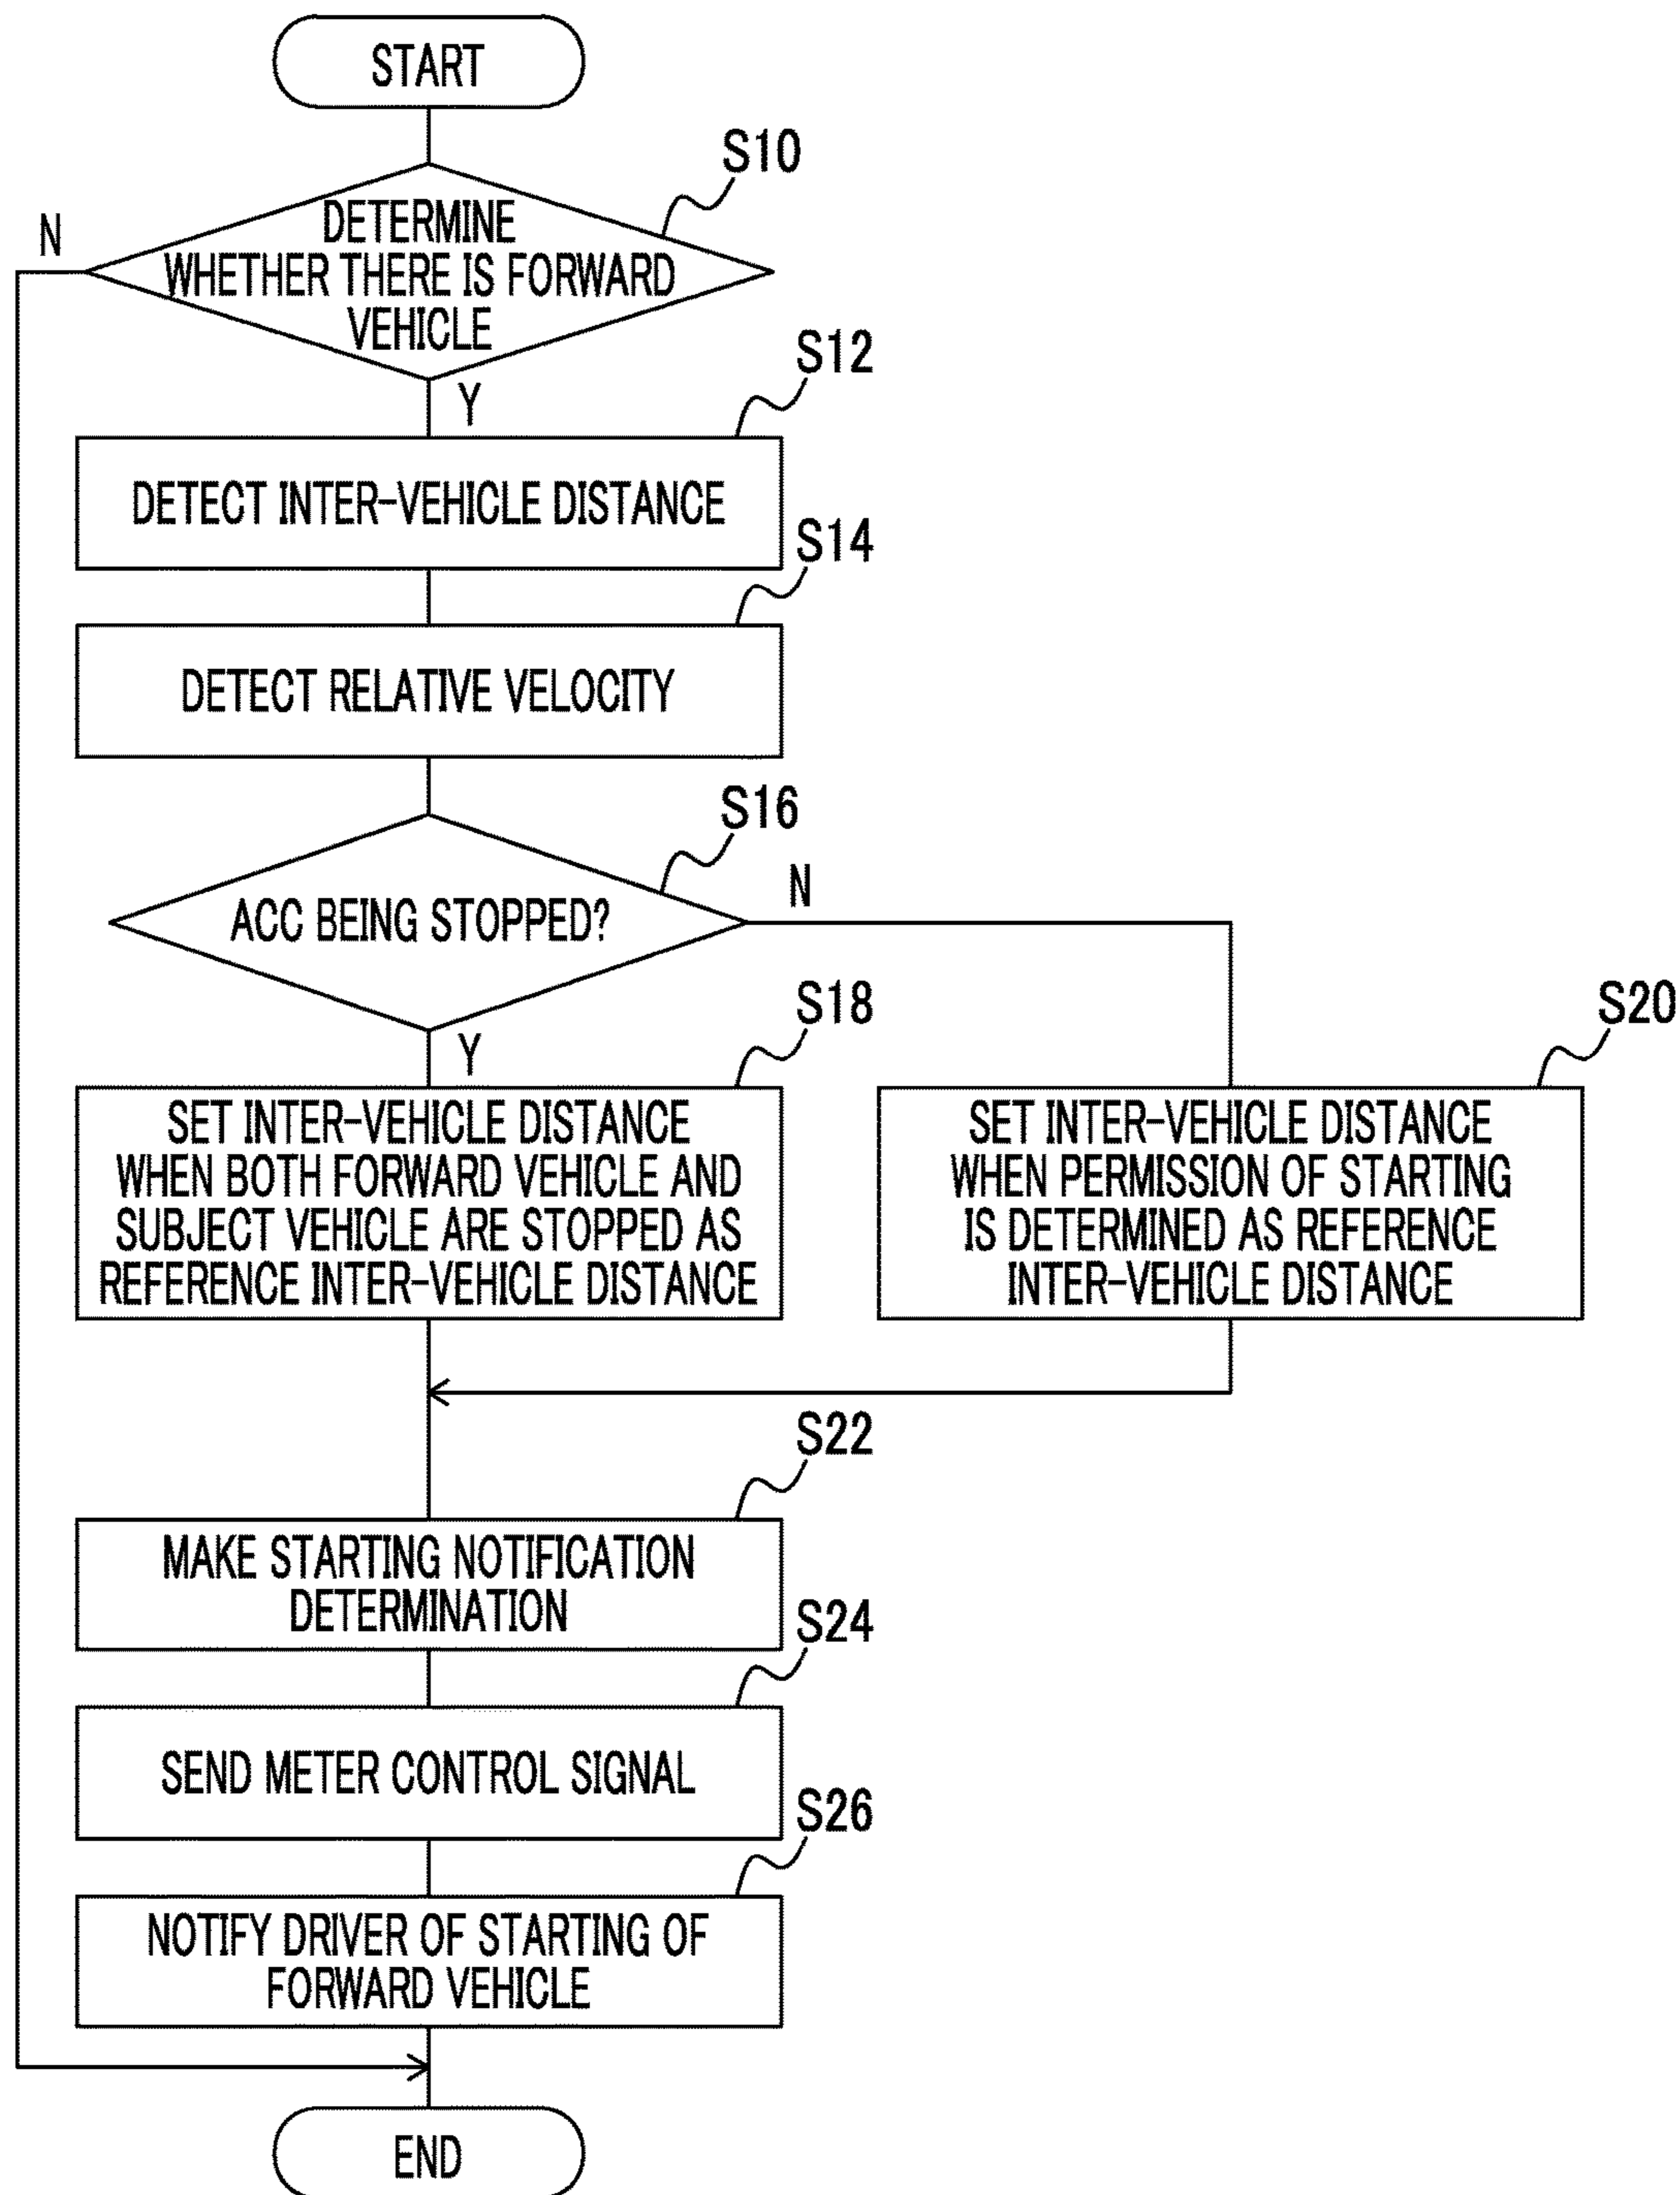 START
S10
N
DETERMINE
WHETHER THERE IS FORWARD
VEHICLE
Y
S12
DETECT INTER-VEHICLE DISTANCE
S14
DETECT RELATIVE VELOCITY
S16
ACC BEING STOPPED?
N
Y
S18
SET INTER-VEHICLE DISTANCE
WHEN BOTH FORWARD VEHICLE AND
SUBJECT VEHICLE ARE STOPPED AS
REFERENCE INTER-VEHICLE DISTANCE
S20
SET INTER-VEHICLE DISTANCE
WHEN PERMISSION OF STARTING
IS DETERMINED AS REFERENCE
INTER-VEHICLE DISTANCE
S22
MAKE STARTING NOTIFICATION
DETERMINATION
S24
SEND METER CONTROL SIGNAL
S26
NOTIFY DRIVER OF STARTING OF
FORWARD VEHICLE
END